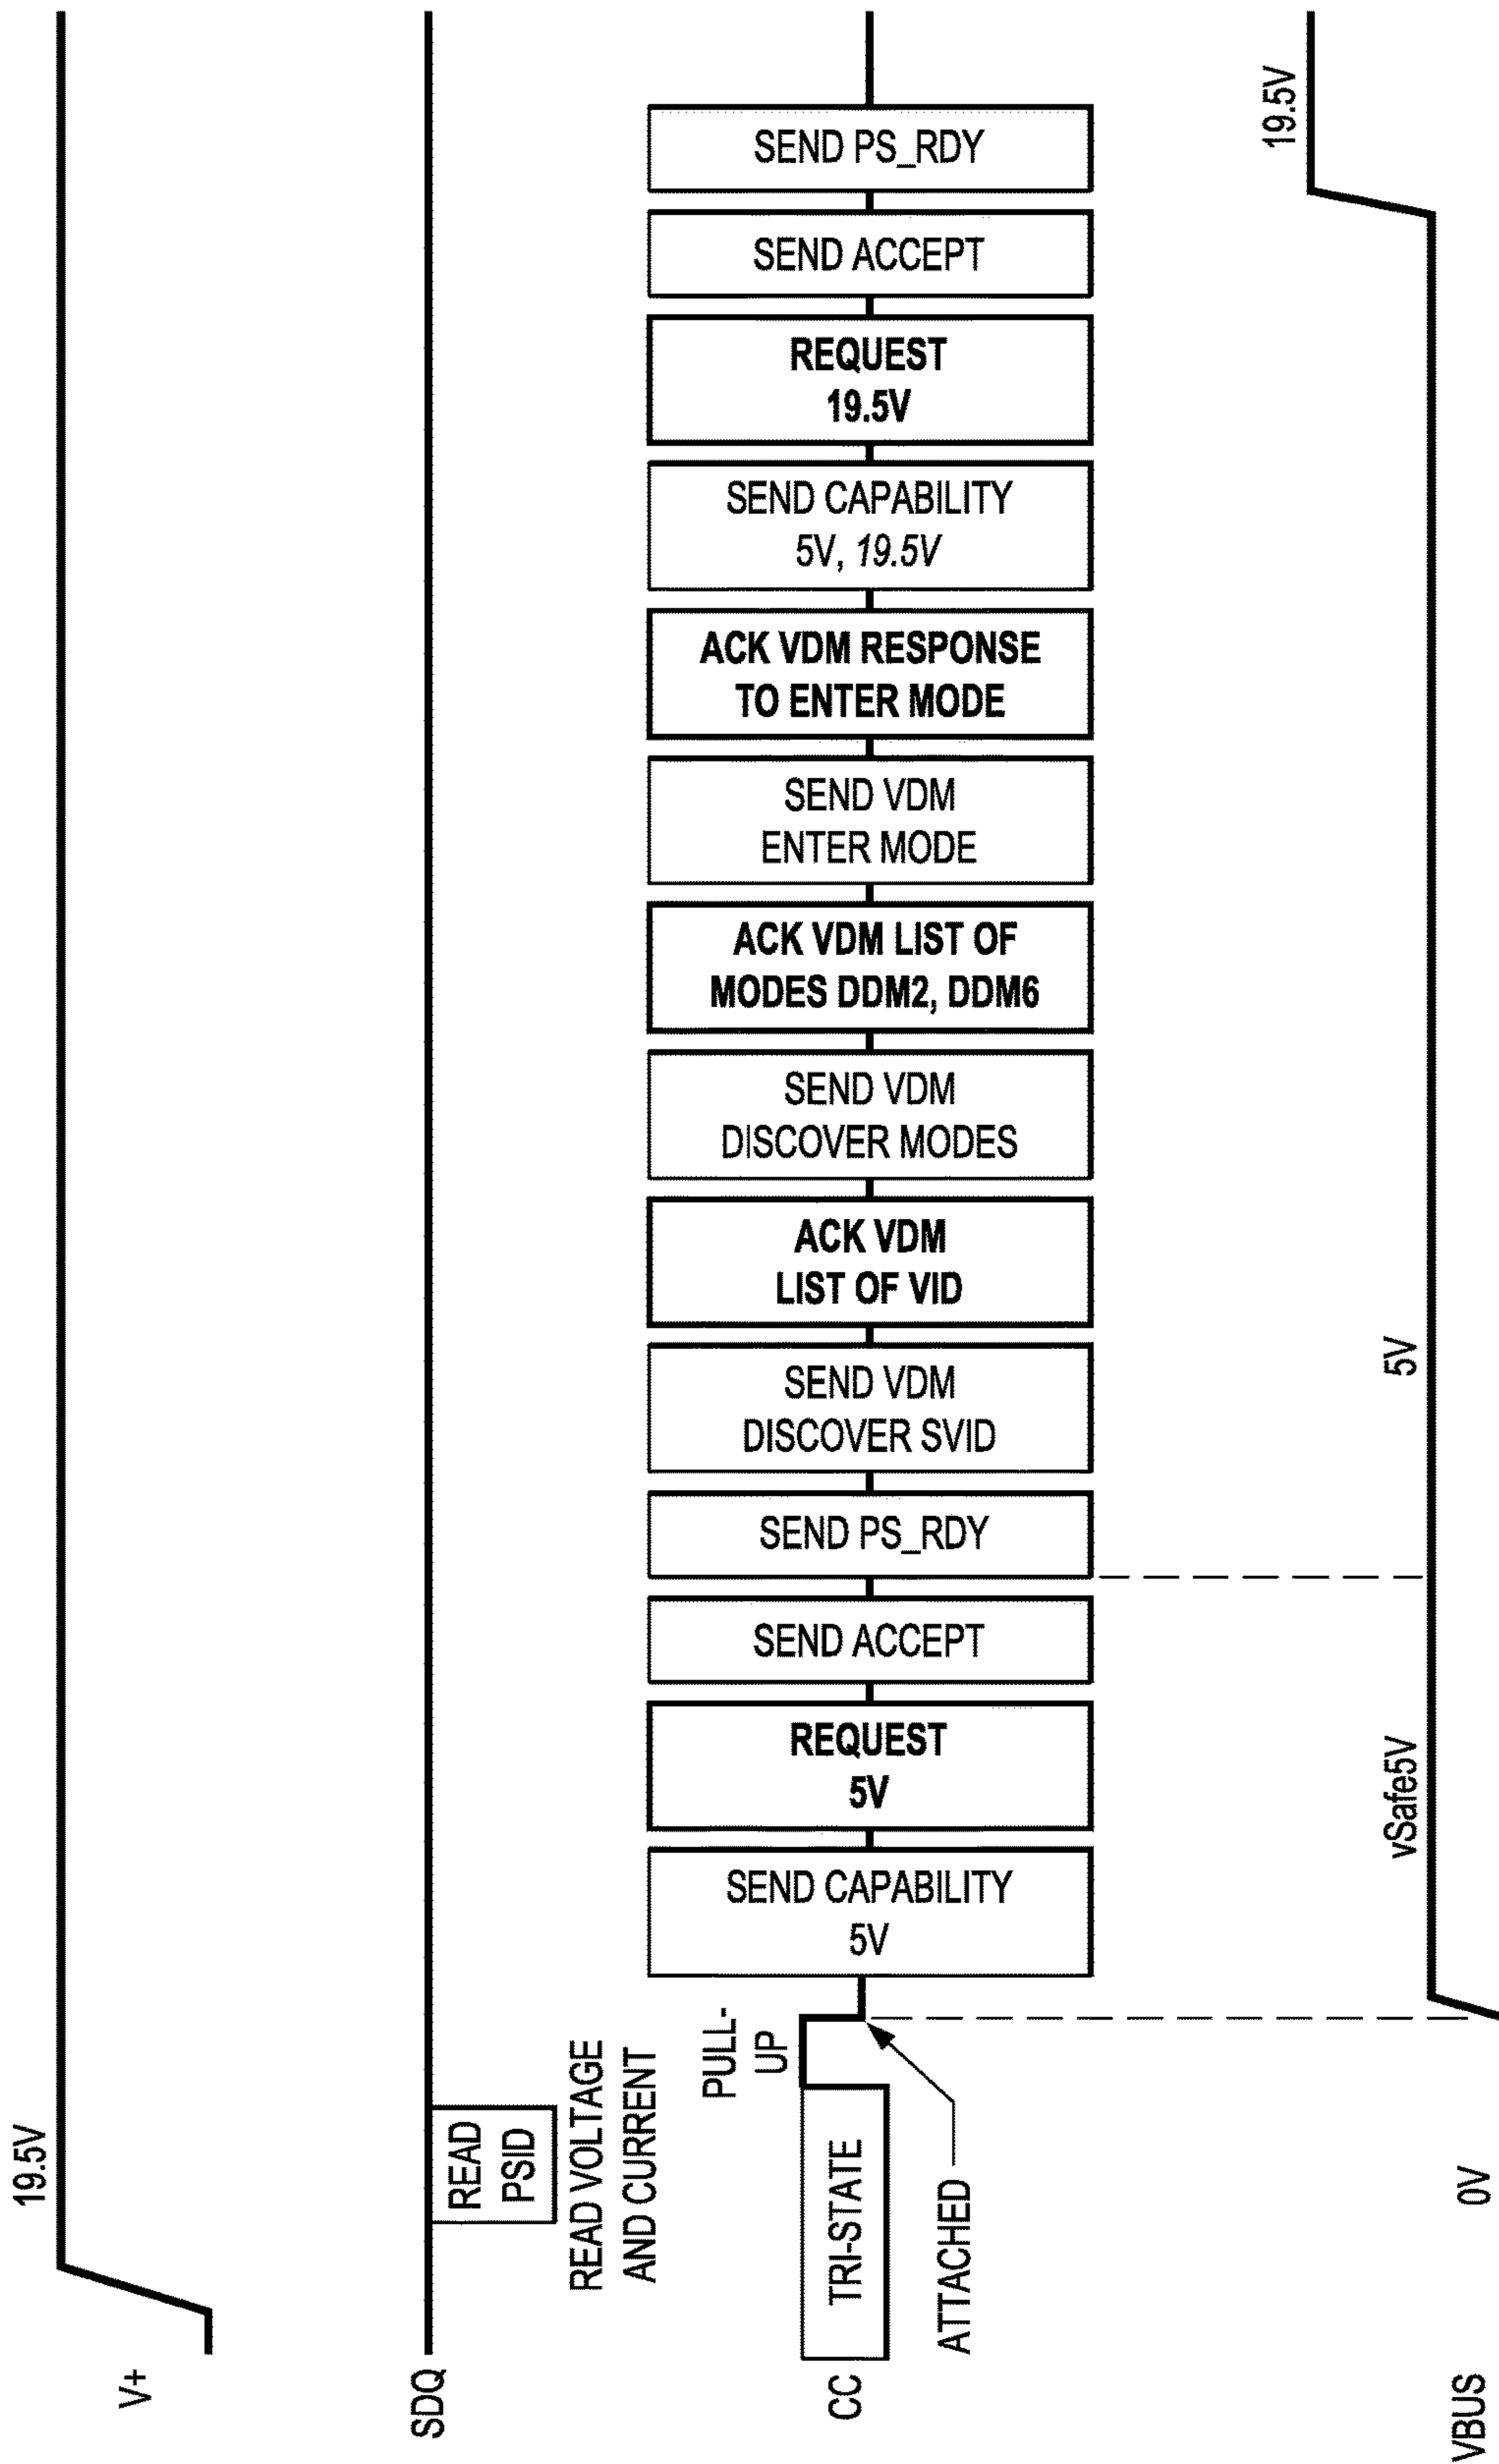 V+
19.5V
SDQ
READ
PSID
READ VOLTAGE
AND CURRENT
CC
TRI-STATE
PULL-
UP
ATTACHED
SEND CAPABILITY
5V
REQUEST
5V
SEND ACCEPT
SEND PS_RDY
SEND VDM
DISCOVER SVID
ACK VDM
LIST OF VID
SEND VDM
DISCOVER MODES
ACK VDM LIST OF
MODES DDM2, DDM6
SEND VDM
ENTER MODE
ACK VDM RESPONSE
TO ENTER MODE
SEND CAPABILITY
5V, 19.5V
REQUEST
19.5V
SEND ACCEPT
SEND PS_RDY
VBUS
0V
vSafe5V
5V
19.5V